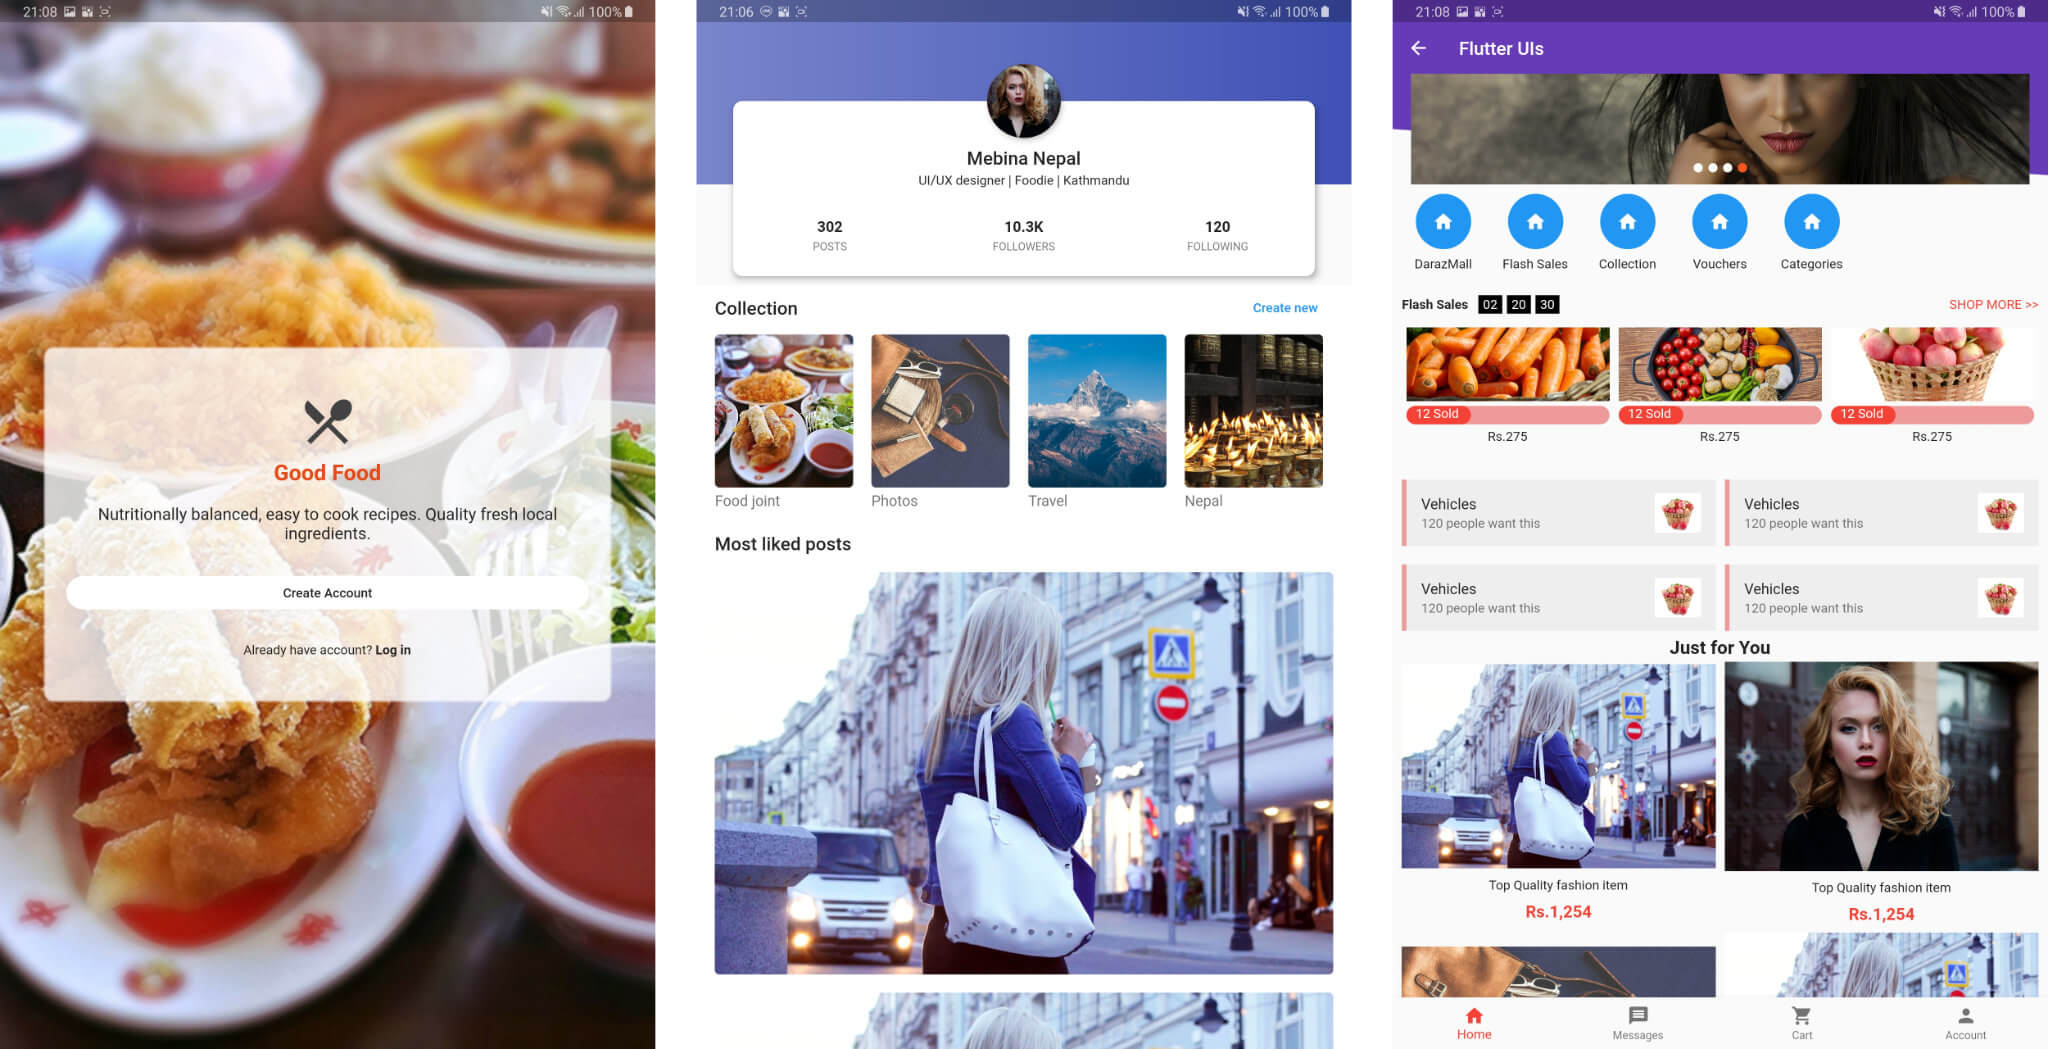 21:08
100%
Good Food
Nutritionally balanced, easy to cook recipes. Quality fresh local
ingredients.
Create Account
Already have account? Log in
21:06
100%
Mebina Nepal
UI/UX designer | Foodie | Kathmandu
302
10.3K
120
POSTS
FOLLOWERS
FOLLOWING
Collection
Create new
Food joint
Photos
Travel
Nepal
Most liked posts
21:08
100%
Flutter UIs
DarazMall
Flash Sales
Collection
Vouchers
Categories
Flash Sales 02 20 30
SHOP MORE >>
12 Sold
12 Sold
12 Sold
Rs.275
Rs.275
Rs.275
Vehicles
120 people want this
Vehicles
120 people want this
Vehicles
120 people want this
Vehicles
120 people want this
Just for You
Top Quality fashion item
Rs.1,254
Top Quality fashion item
Rs.1,254
Home
Messages
Cart
Account